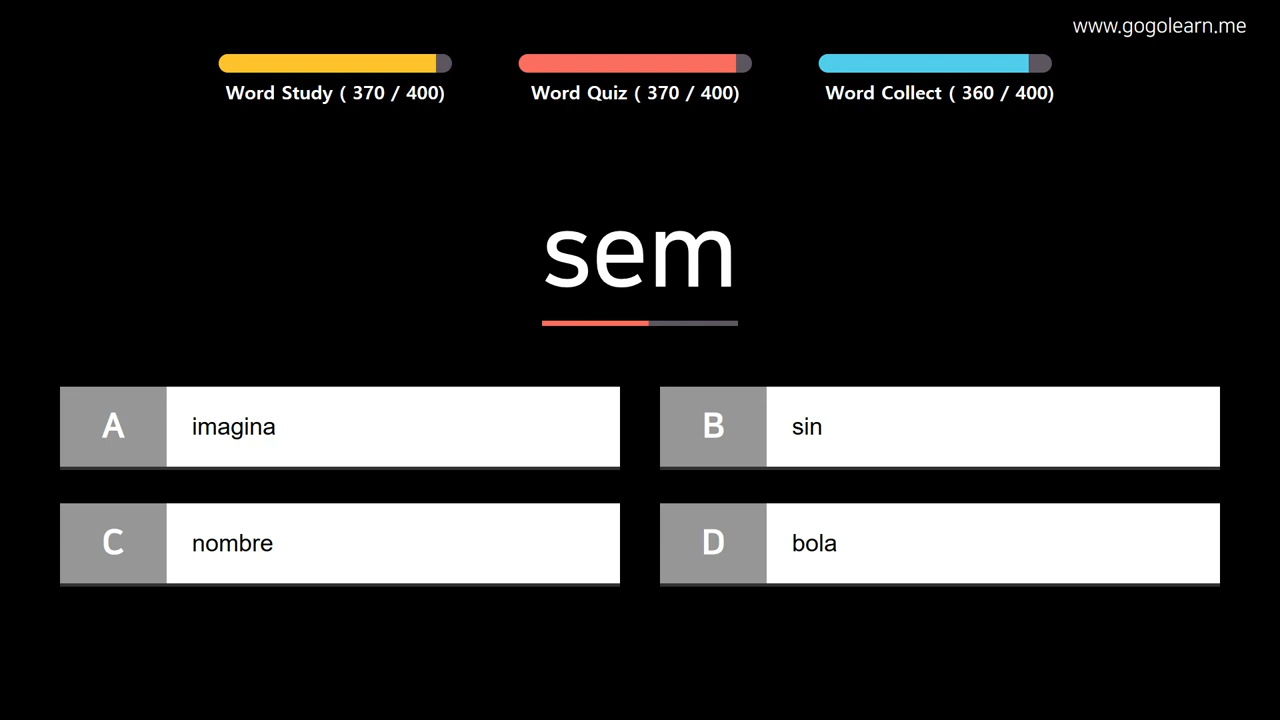 www.gogolearn.me
Word Study ( 370 / 400)
Word Quiz ( 370 / 400)
Word Collect ( 360 / 400)
sem
A imagina
B sin
C nombre
D bola